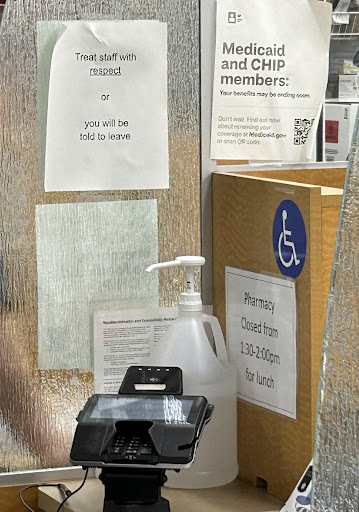 Treat staff with
respect
or
you will be
told to leave
Medicaid
and CHIP
members:
Your benefits may be ending soon.
Don't wait. Find out now
about renewing your
coverage at Medicaid.gov
or scan QR code.
Pharmacy
Closed from
1:30-2:00pm
for lunch